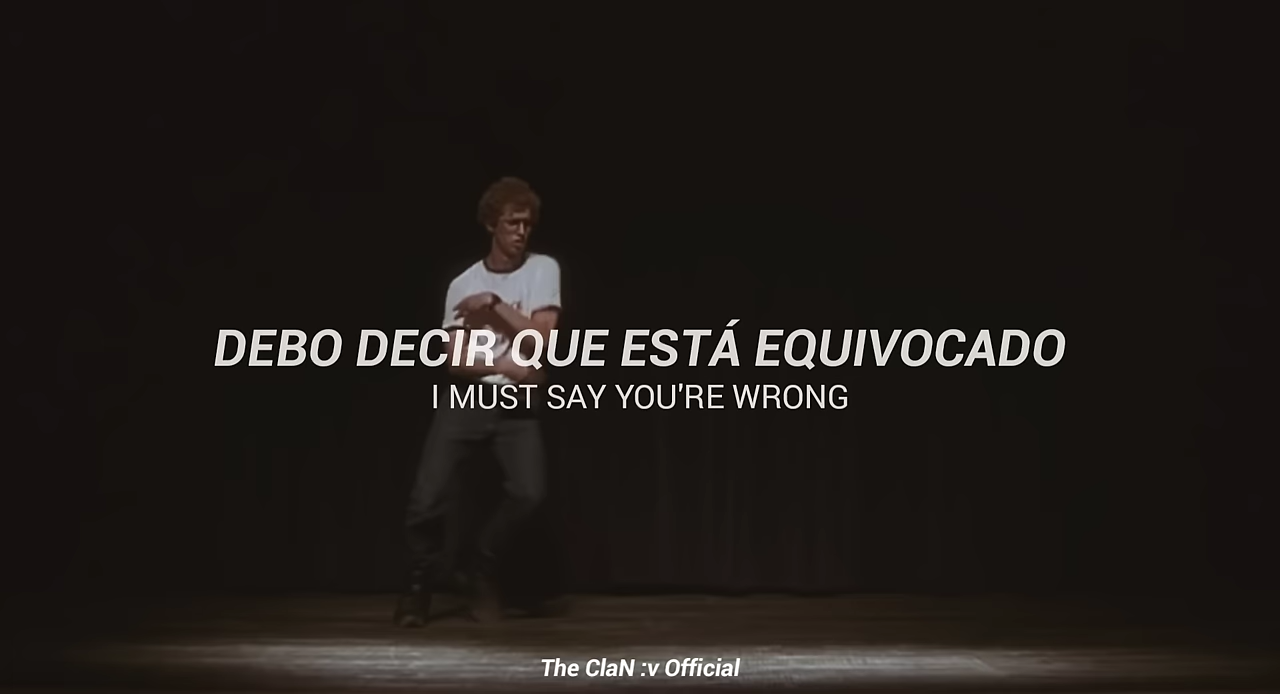 DEBO DECIR QUE ESTÁ EQUIVOCADO
I MUST SAY YOU'RE WRONG
The ClaN :v Official